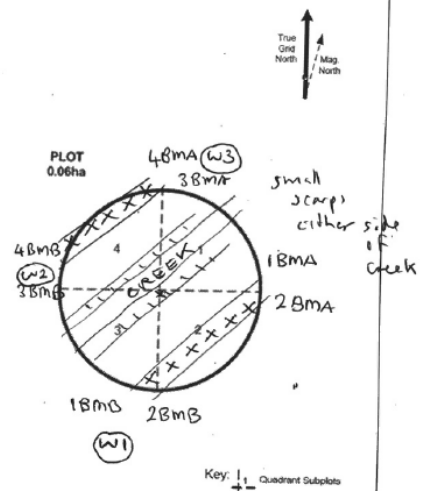 True
Grid
North
Mag.
North
PLOT
0.06ha
4BMA W3
3BMA
small
scarps
either side
of
creek
4BMB
W2
3BMB
4
1
CREEK
3
2
1BMA
2BMA
1BMB
2BMB
W1
Key: Quadrant Subplots